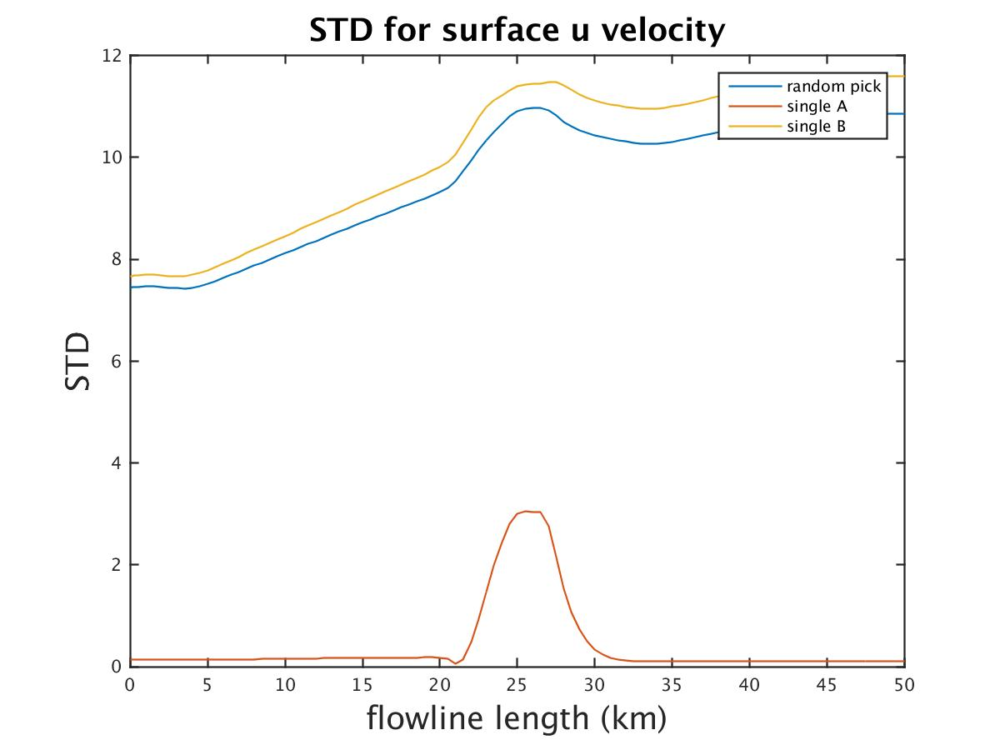 STD for surface u velocity
12
10
8
6
4
2
0
STD
random pick
single A
single B
0 5 10 15 20 25 30 35 40 45 50
flowline length (km)